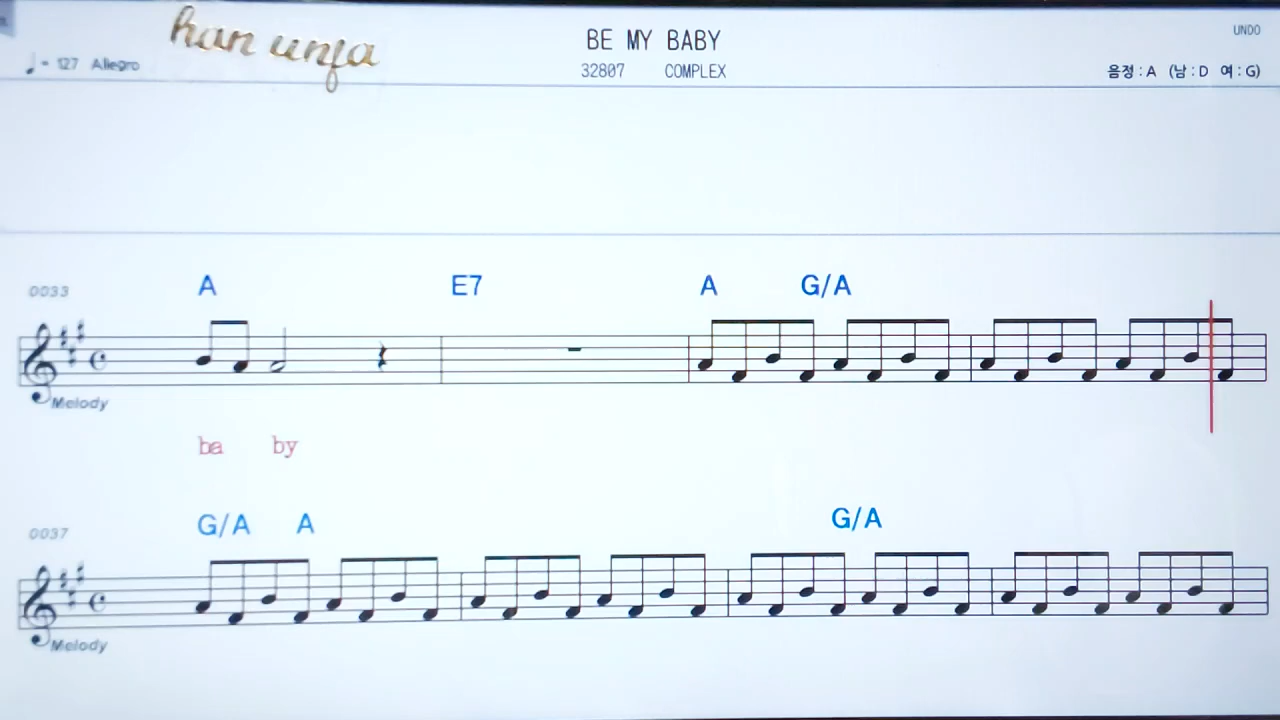 han unfa
BE MY BABY
UNDO
♩= 127 Allegro
32807 COMPLEX
음정 : A (남 : D 여 : G)
0033
A E7 A G/A
Melody
ba by
0037
G/A A G/A
Melody